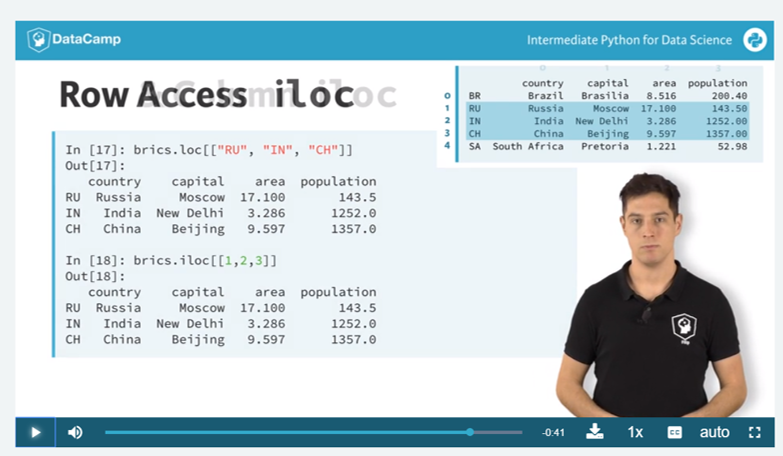 DataCamp
Intermediate Python for Data Science
Row Access iloc
country capital area population
0 BR Brazil Brasilia 8.516 200.40
1 RU Russia Moscow 17.100 143.50
2 IN India New Delhi 3.286 1252.00
3 CH China Beijing 9.597 1357.00
4 SA South Africa Pretoria 1.221 52.98
In [17]: brics.loc[["RU", "IN", "CH"]]
Out[17]:
country capital area population
RU Russia Moscow 17.100 143.5
IN India New Delhi 3.286 1252.0
CH China Beijing 9.597 1357.0
In [18]: brics.iloc[[1,2,3]]
Out[18]:
country capital area population
RU Russia Moscow 17.100 143.5
IN India New Delhi 3.286 1252.0
CH China Beijing 9.597 1357.0
-0:41 1x CC auto